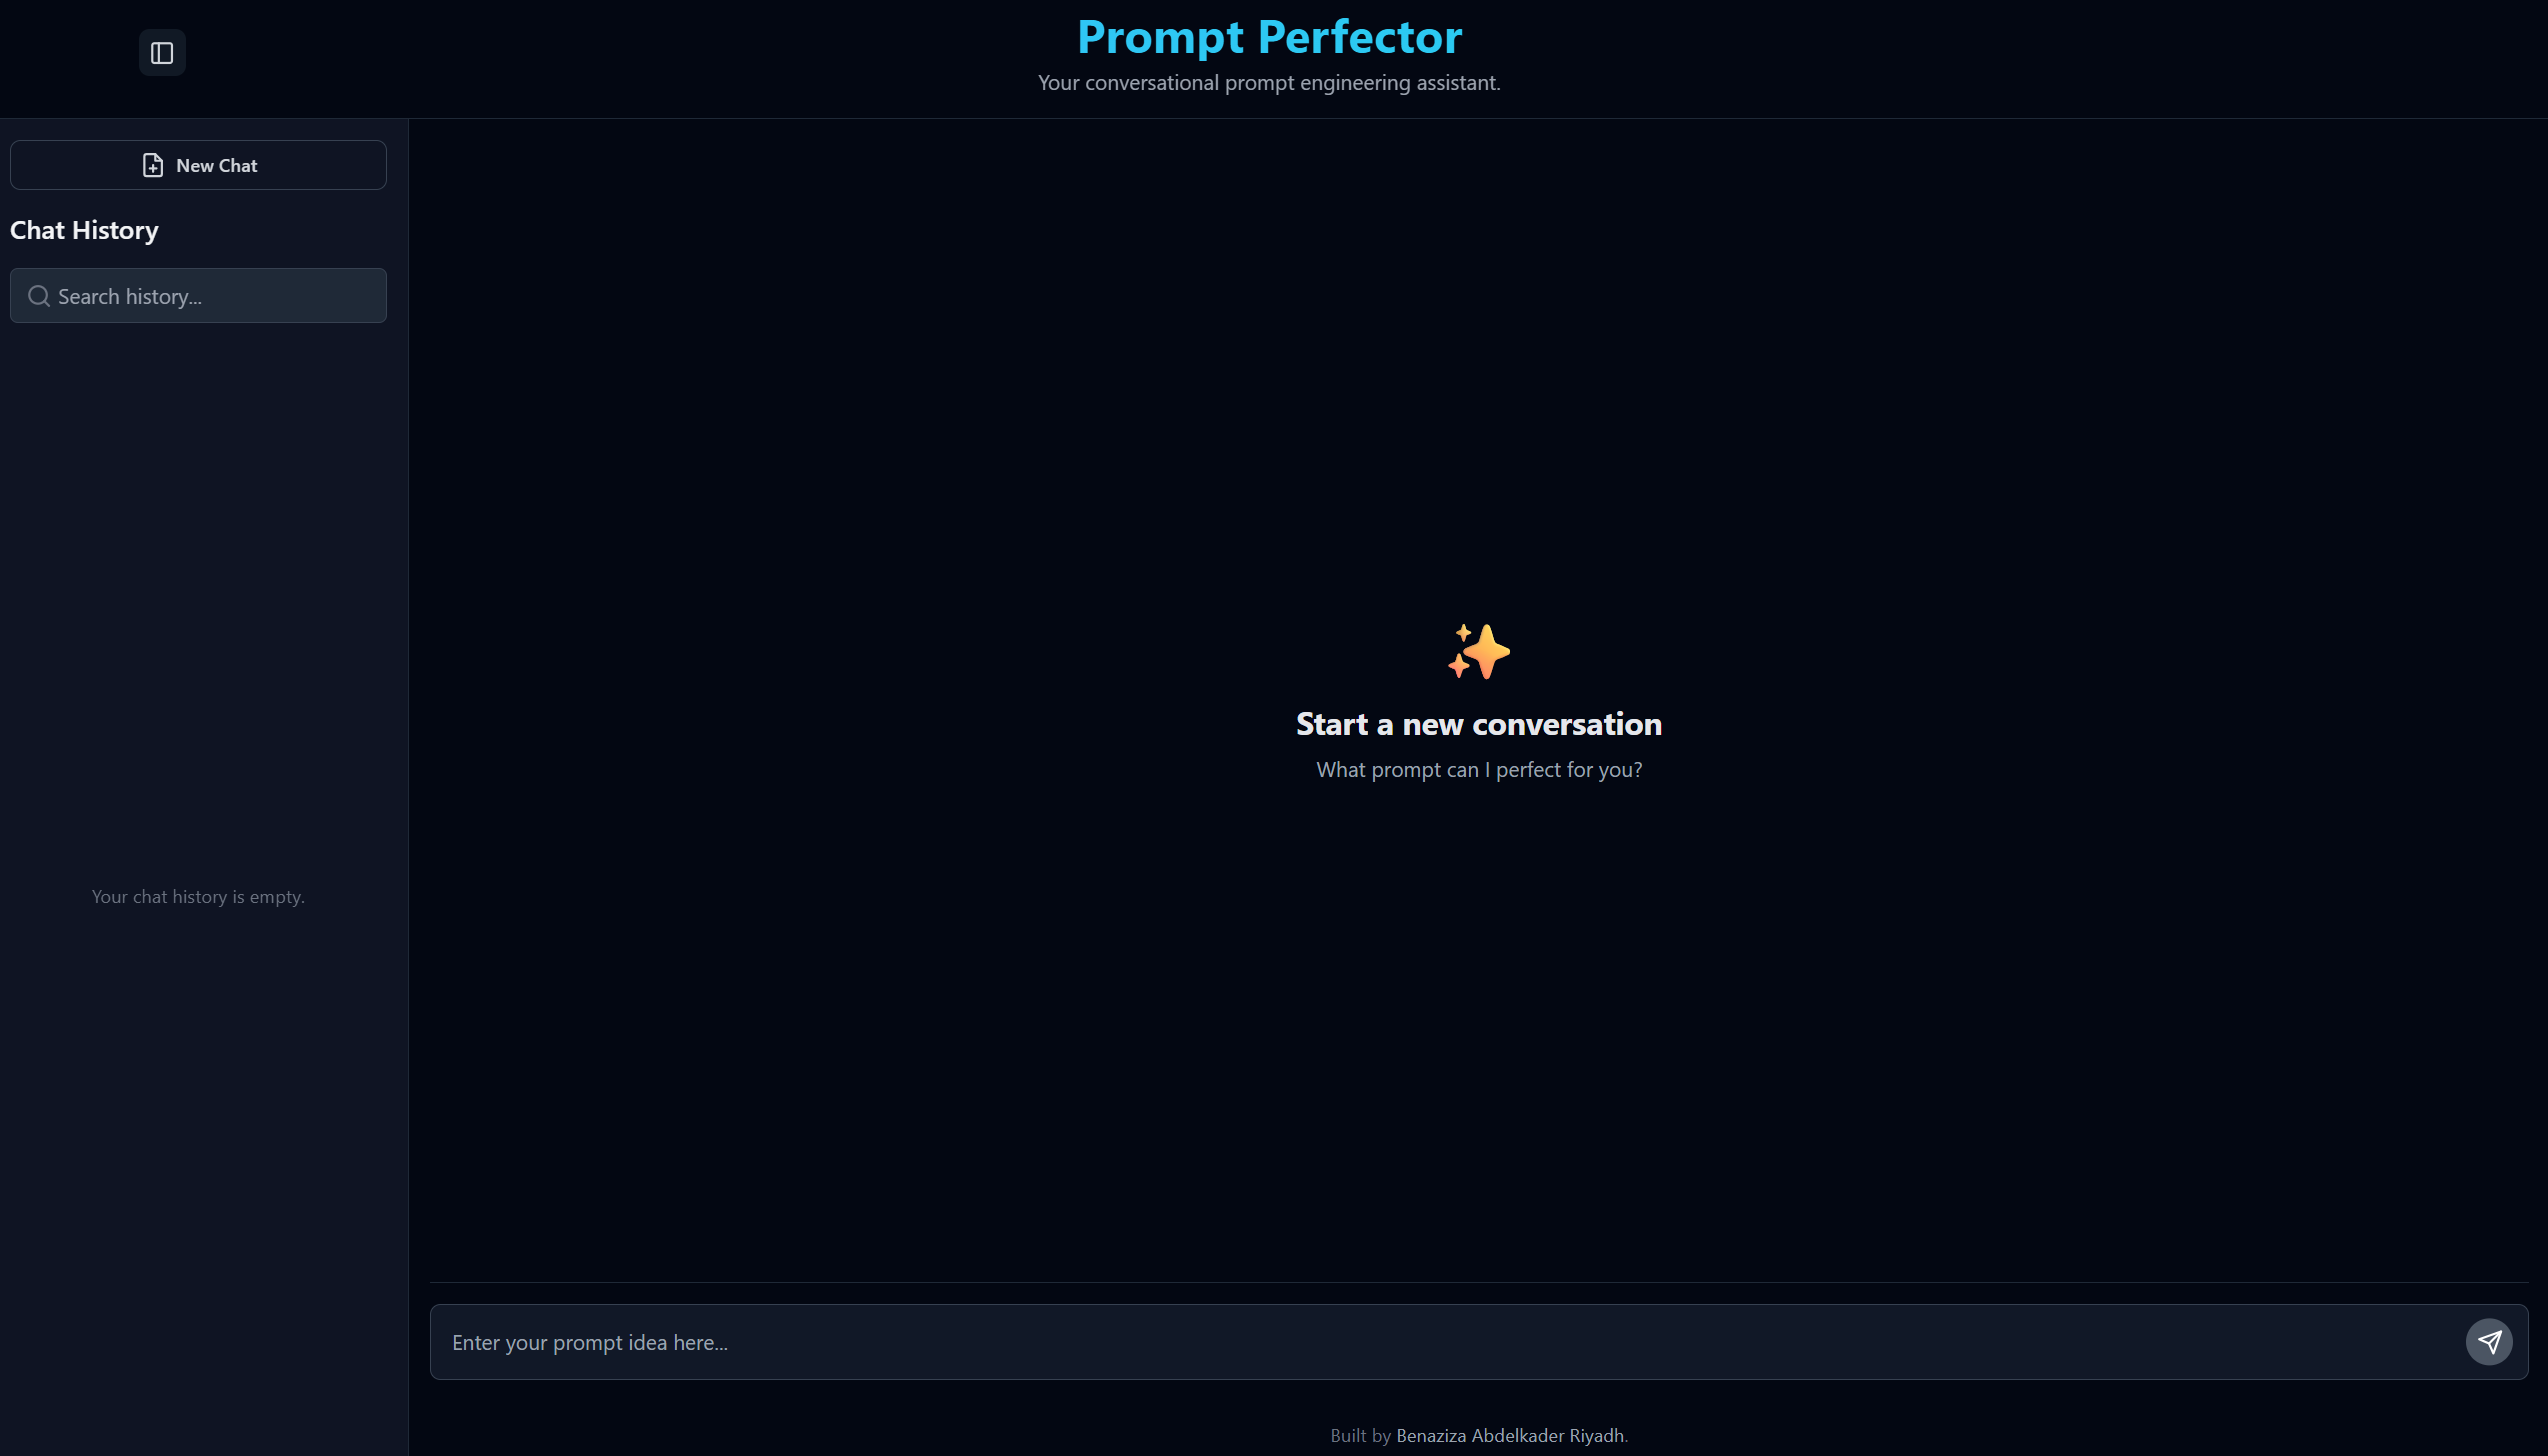 Prompt Perfector
Your conversational prompt engineering assistant.
New Chat
Chat History
Search history...
Your chat history is empty.
Start a new conversation
What prompt can I perfect for you?
Enter your prompt idea here...
Built by Benaziza Abdelkader Riyadh.